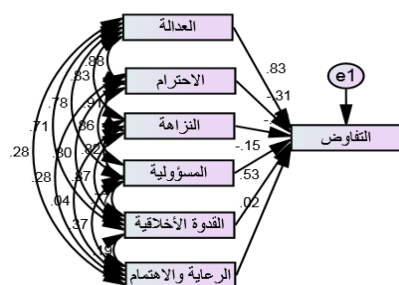 العدالة
.83
.88
الاحترام
e1
.83
-.31
.78
.91
النزاهة
.71
.86
التفاوض
-.15
.28
.80
.82
المسؤولية
.53
.28
.87
.02
.04
القدوة الأخلاقية
.37
الرعاية والاهتمام